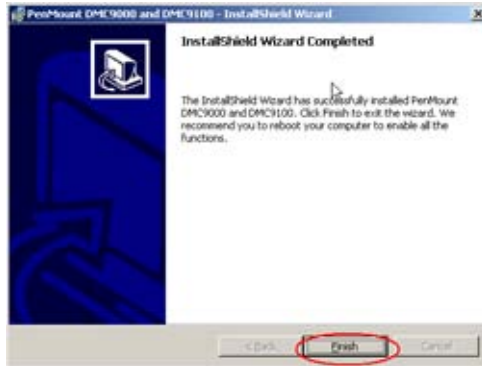 PenMount DMC9000 and DMC9100 - InstallShield Wizard
InstallShield Wizard Completed
The InstallShield Wizard has successfully installed PenMount
DMC9000 and DMC9100. Click Finish to exit the wizard. We
recommend you to reboot your computer to enable all the
functions.
< Back
Finish
Cancel